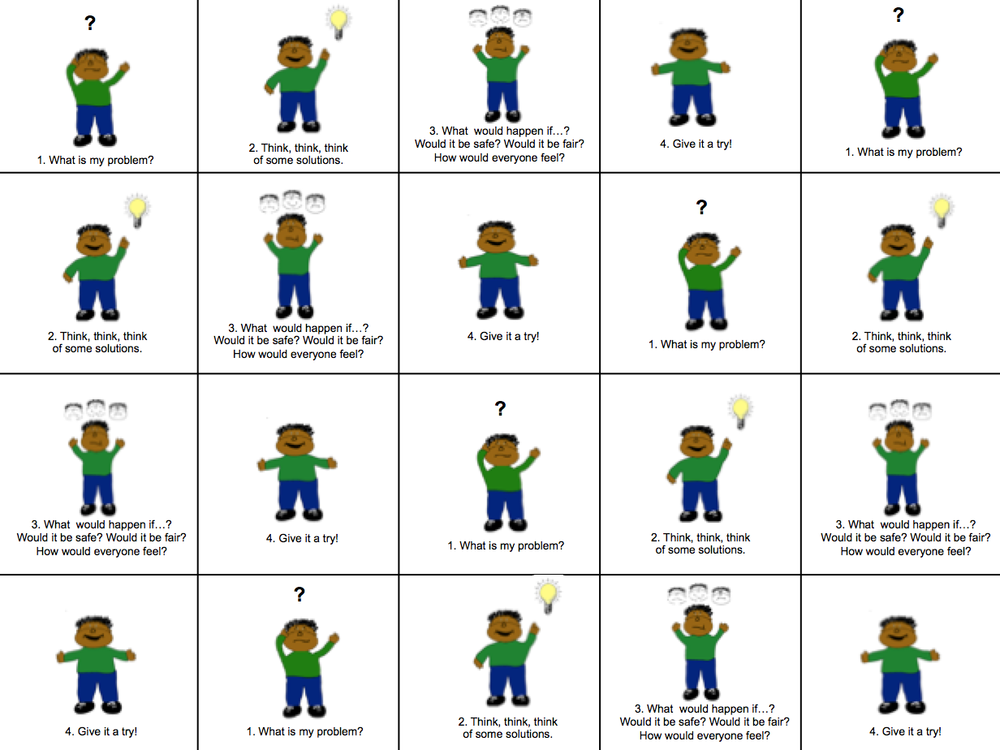 ?
1. What is my problem?
2. Think, think, think
of some solutions.
3. What  would happen if...?
Would it be safe? Would it be fair?
How would everyone feel?
4. Give it a try!
?
1. What is my problem?
2. Think, think, think
of some solutions.
3. What  would happen if...?
Would it be safe? Would it be fair?
How would everyone feel?
4. Give it a try!
?
1. What is my problem?
2. Think, think, think
of some solutions.
3. What  would happen if...?
Would it be safe? Would it be fair?
How would everyone feel?
4. Give it a try!
?
1. What is my problem?
2. Think, think, think
of some solutions.
3. What  would happen if...?
Would it be safe? Would it be fair?
How would everyone feel?
4. Give it a try!
?
1. What is my problem?
2. Think, think, think
of some solutions.
3. What  would happen if...?
Would it be safe? Would it be fair?
How would everyone feel?
4. Give it a try!